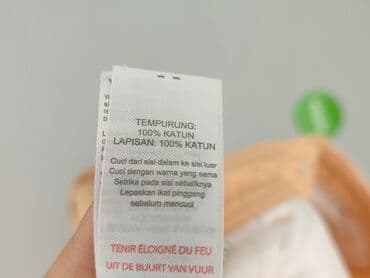 TEMPURUNG:
100% KATUN
LAPISAN: 100% KATUN
Cuci dari sisi dalam ke sisi luar
Cuci dengan warna yang sama
Setrika pada sisi sebaliknya
Lepaskan ikat pinggang
sebelum mencuci
TENIR ÉLOIGNÉ DU FEU
UIT DE BUURT VAN VUUR